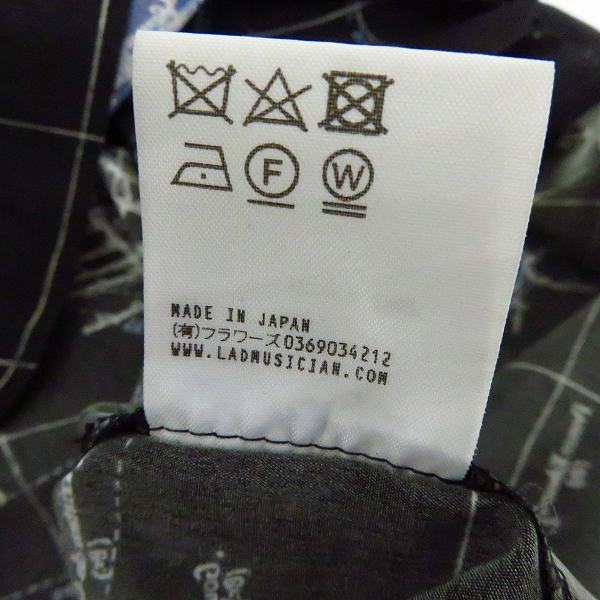 F W
MADE IN JAPAN
(有)フラワーズ0369034212
WWW.LADMUSICIAN.COM